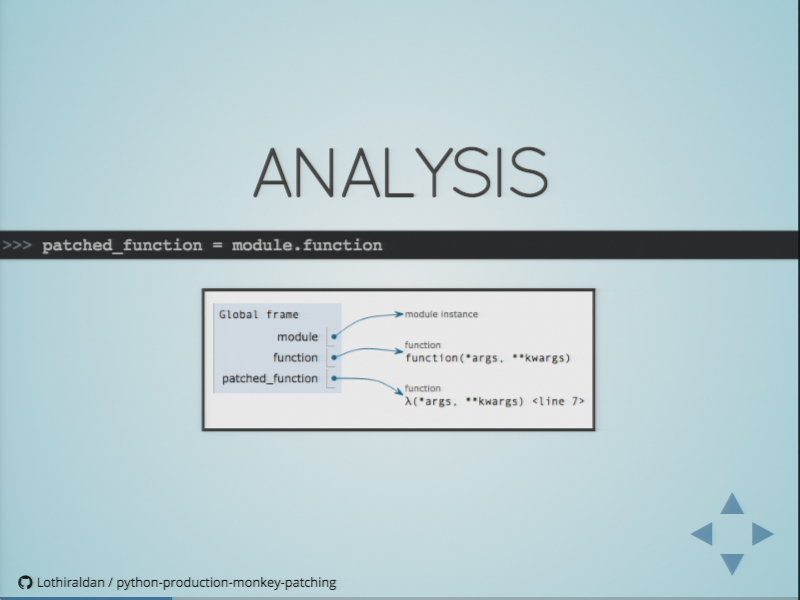 ANALYSIS
>>> patched_function = module.function
Global frame
module
function
patched_function
module instance
function
function(*args, **kwargs)
function
λ(*args, **kwargs) <line 7>
Lothiraldan / python-production-monkey-patching